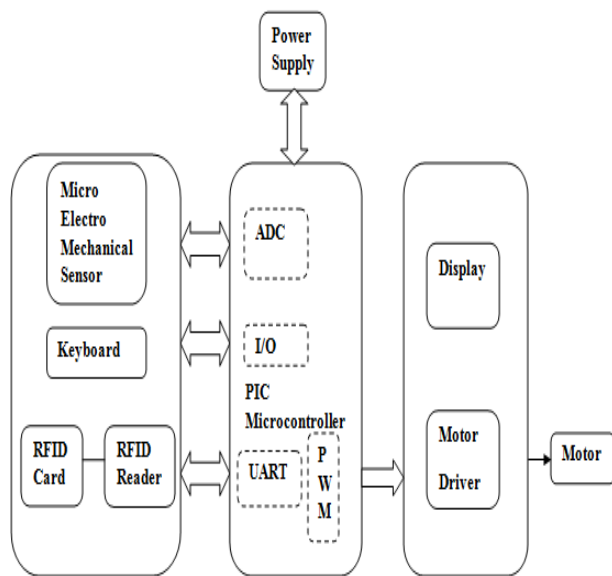 Power
Supply
Micro
Electro
Mechanical
Sensor
Keyboard
RFID
Card
RFID
Reader
ADC
I/O
PIC
Microcontroller
UART
P
W
M
Display
Motor
Driver
Motor